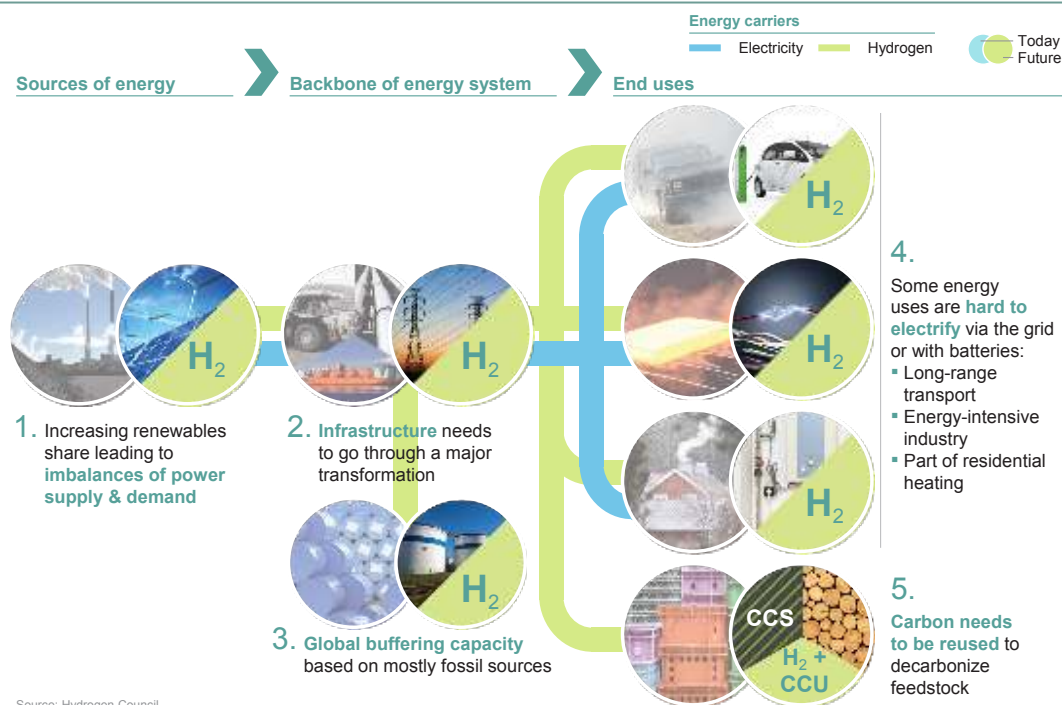 Energy carriers
Electricity
Hydrogen
Today
Future
Sources of energy
Backbone of energy system
End uses
H2
H2
H2
H2
H2
1. Increasing renewables
share leading to
imbalances of power
supply & demand
2. Infrastructure needs
to go through a major
transformation
H2
3. Global buffering capacity
based on mostly fossil sources
4.
Some energy
uses are hard to
electrify via the grid
or with batteries:
▪ Long-range
transport
▪ Energy-intensive
industry
▪ Part of residential
heating
CCS
H2 +
CCU
5.
Carbon needs
to be reused to
decarbonize
feedstock
Source: Hydrogen Council